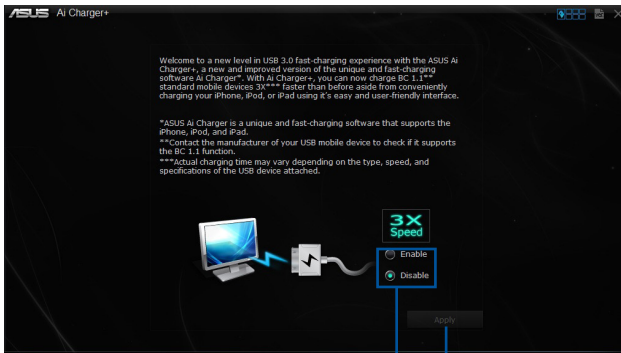 ASUS Ai Charger+
Welcome to a new level in USB 3.0 fast-charging experience with the ASUS Ai
Charger+, a new and improved version of the unique and fast-charging
software Ai Charger*. With Ai Charger+, you can now charge BC 1.1**
standard mobile devices 3X*** faster than before aside from conveniently
charging your iPhone, iPod, or iPad using it's easy and user-friendly interface.
*ASUS Ai Charger is a unique and fast-charging software that supports the
iPhone, iPod, and iPad.
**Contact the manufacturer of your USB mobile device to check if it supports
the BC 1.1 function.
***Actual charging time may vary depending on the type, speed, and
specifications of the USB device attached.
3X
Speed
Enable
Disable
Apply